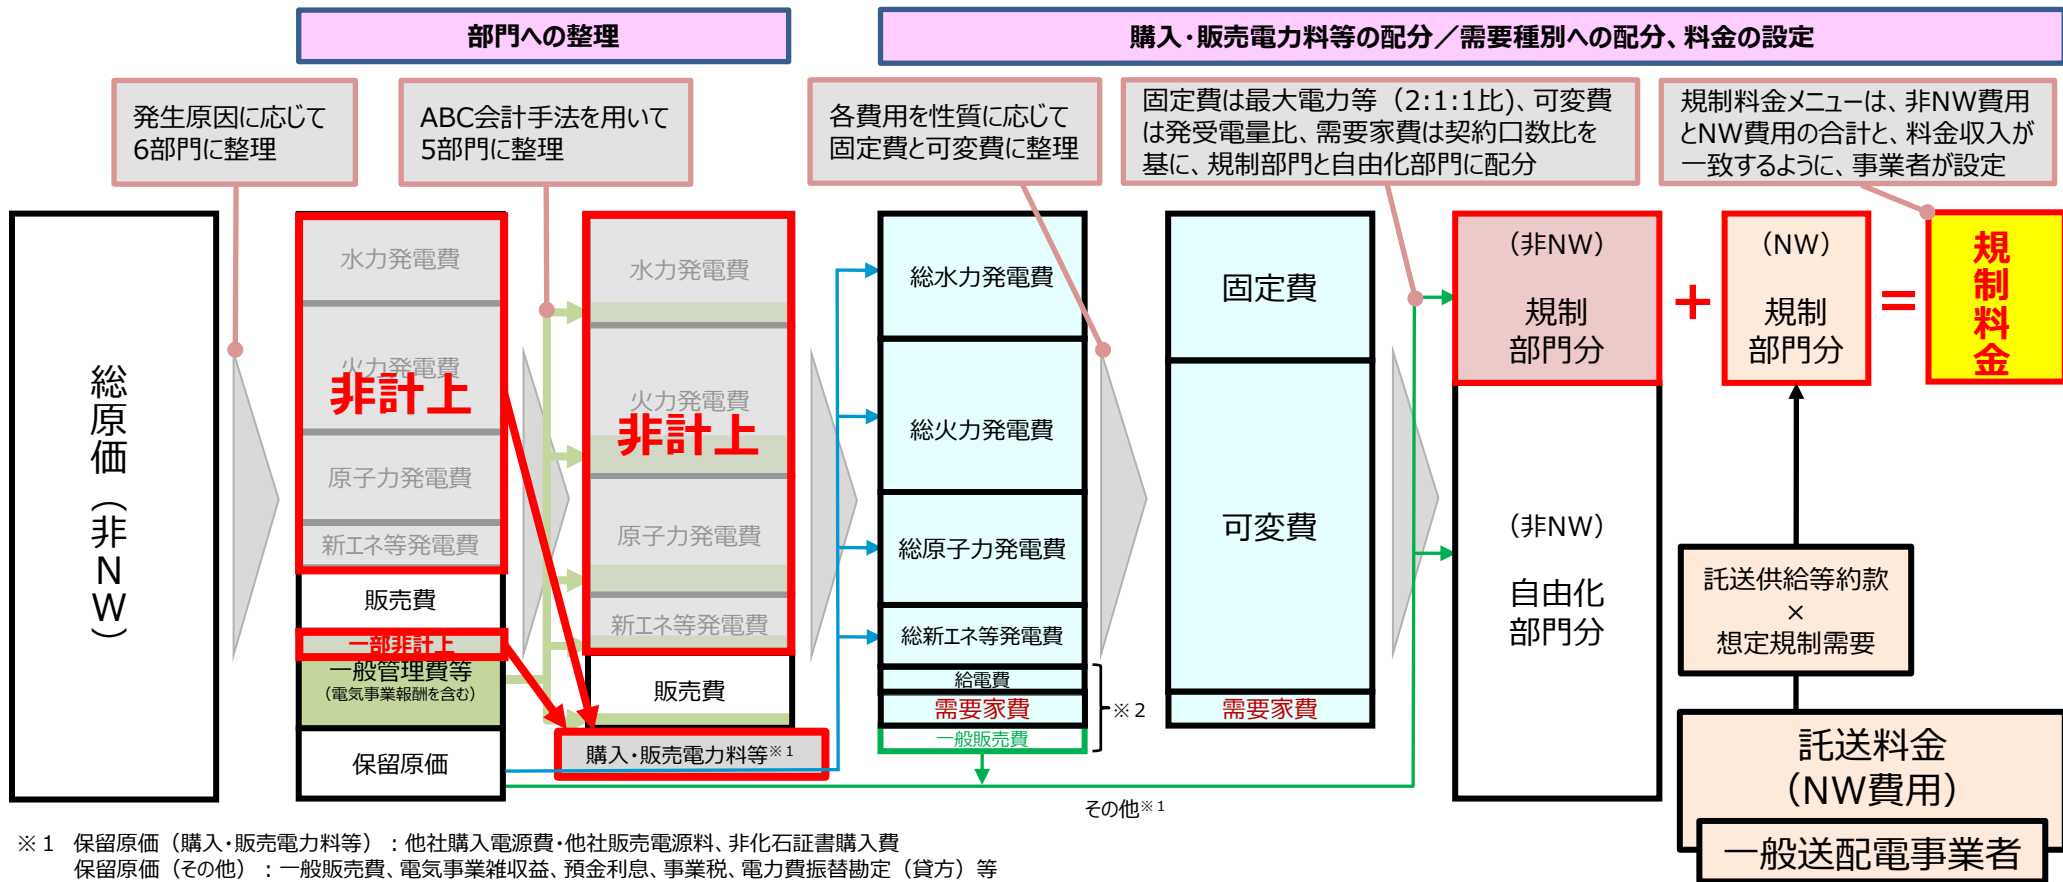 部門への整理
購入・販売電力料等の配分／需要種別への配分、料金の設定
発生原因に応じて
6部門に整理
ABC会計手法を用いて
5部門に整理
各費用を性質に応じて
固定費と可変費に整理
固定費は最大電力等（2:1:1比)、可変費
は発受電量比、需要家費は契約口数比を
基に、規制部門と自由化部門に配分
規制料金メニューは、非NW費用
とNW費用の合計と、料金収入が
一致するように、事業者が設定
総原価（非NW）
水力発電費
火力発電費
非計上
原子力発電費
新エネ等発電費
販売費
一部非計上
一般管理費等
（電気事業報酬を含む）
保留原価
水力発電費
火力発電費
非計上
原子力発電費
新エネ等発電費
販売費
購入・販売電力料等※1
総水力発電費
総火力発電費
総原子力発電費
総新エネ等発電費
給電費
需要家費
一般販売費
※2
固定費
可変費
需要家費
その他※1
（非NW）
規制
部門分
（非NW）
自由化
部門分
＋
（NW）
規制
部門分
＝
規制料金
託送供給等約款
×
想定規制需要
託送料金
（NW費用）
一般送配電事業者
※1 保留原価（購入・販売電力料等）：他社購入電源費・他社販売電源料、非化石証書購入費
保留原価（その他）：一般販売費、電気事業雑収益、預金利息、事業税、電力費振替勘定（貸方）等